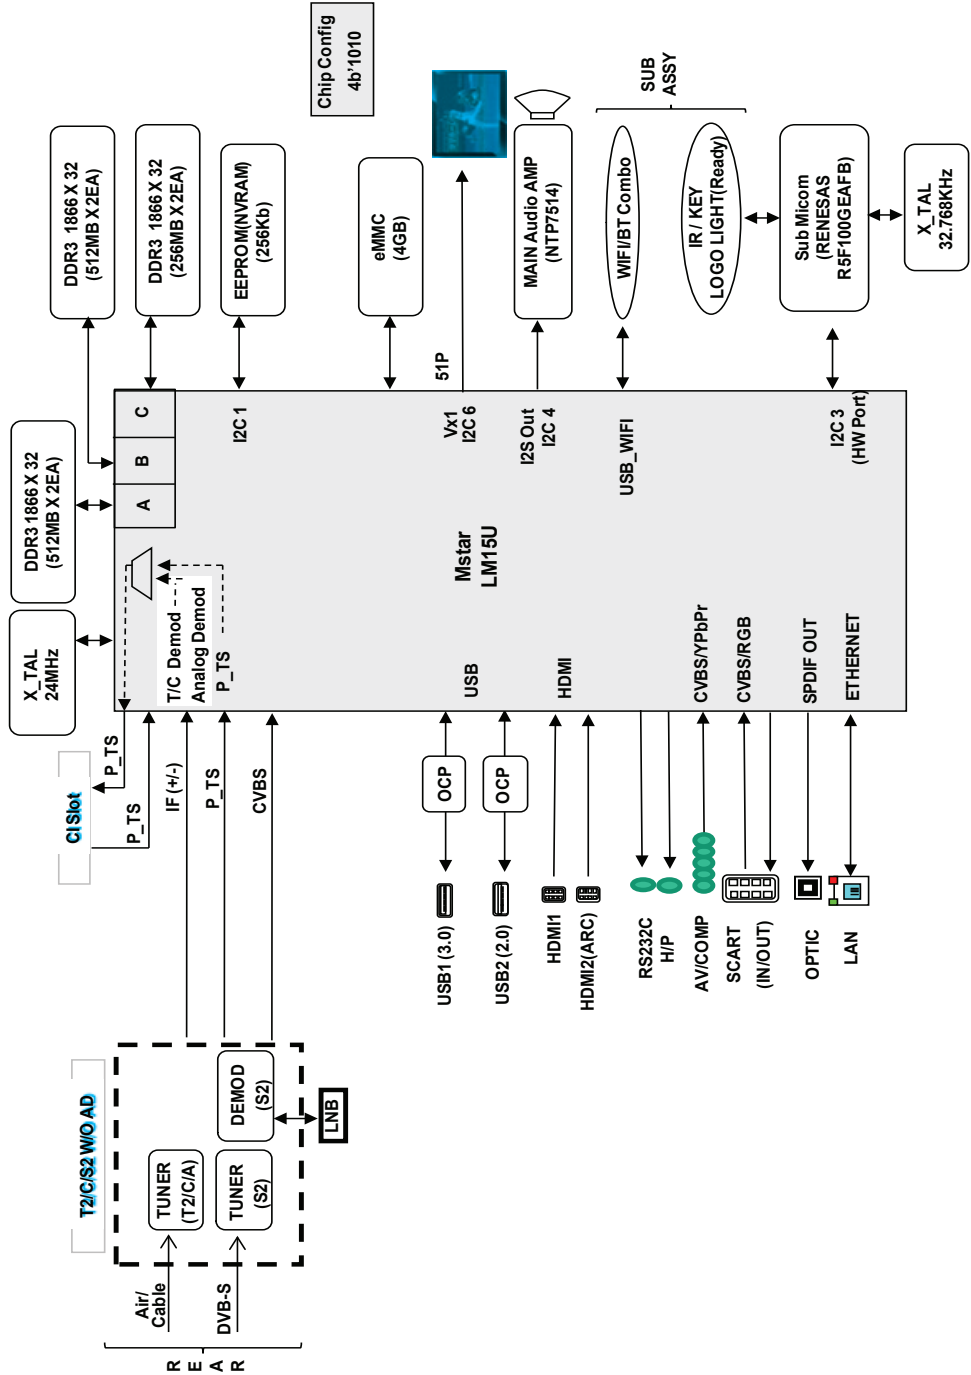 Chip Config
4b'1010
DDR3 1866 X 32
(512MB X 2EA)
DDR3 1866 X 32
(512MB X 2EA)
DDR3 1866 X 32
(256MB X 2EA)
EEPROM(NVRAM)
(256Kb)
eMMC
(4GB)
51P
MAIN Audio AMP
(NTP7514)
WIFI/BT Combo
IR / KEY
LOGO LIGHT(Ready)
SUB
ASSY
Sub Micom
(RENESAS
R5F100GEAFB)
X_TAL
32.768KHz
X_TAL
24MHz
A
B
C
I2C 1
Vx1
I2C 6
I2S Out
I2C 4
USB_WIFI
I2C 3
(HW Port)
Mstar
LM15U
T/C Demod
Analog Demod
P_TS
USB
HDMI
CVBS/YPbPr
CVBS/RGB
SPDIF OUT
ETHERNET
CI Slot
P_TS
P_TS
IF (+/-)
P_TS
CVBS
OCP
OCP
USB1 (3.0)
USB2 (2.0)
HDMI1
HDMI2(ARC)
RS232C
H/P
AV/COMP
SCART
(IN/OUT)
OPTIC
LAN
T2/C/S2 W/O AD
TUNER
(T2/C/A)
TUNER
(S2)
DEMOD
(S2)
LNB
Air/
Cable
DVB-S
R
E
A
R